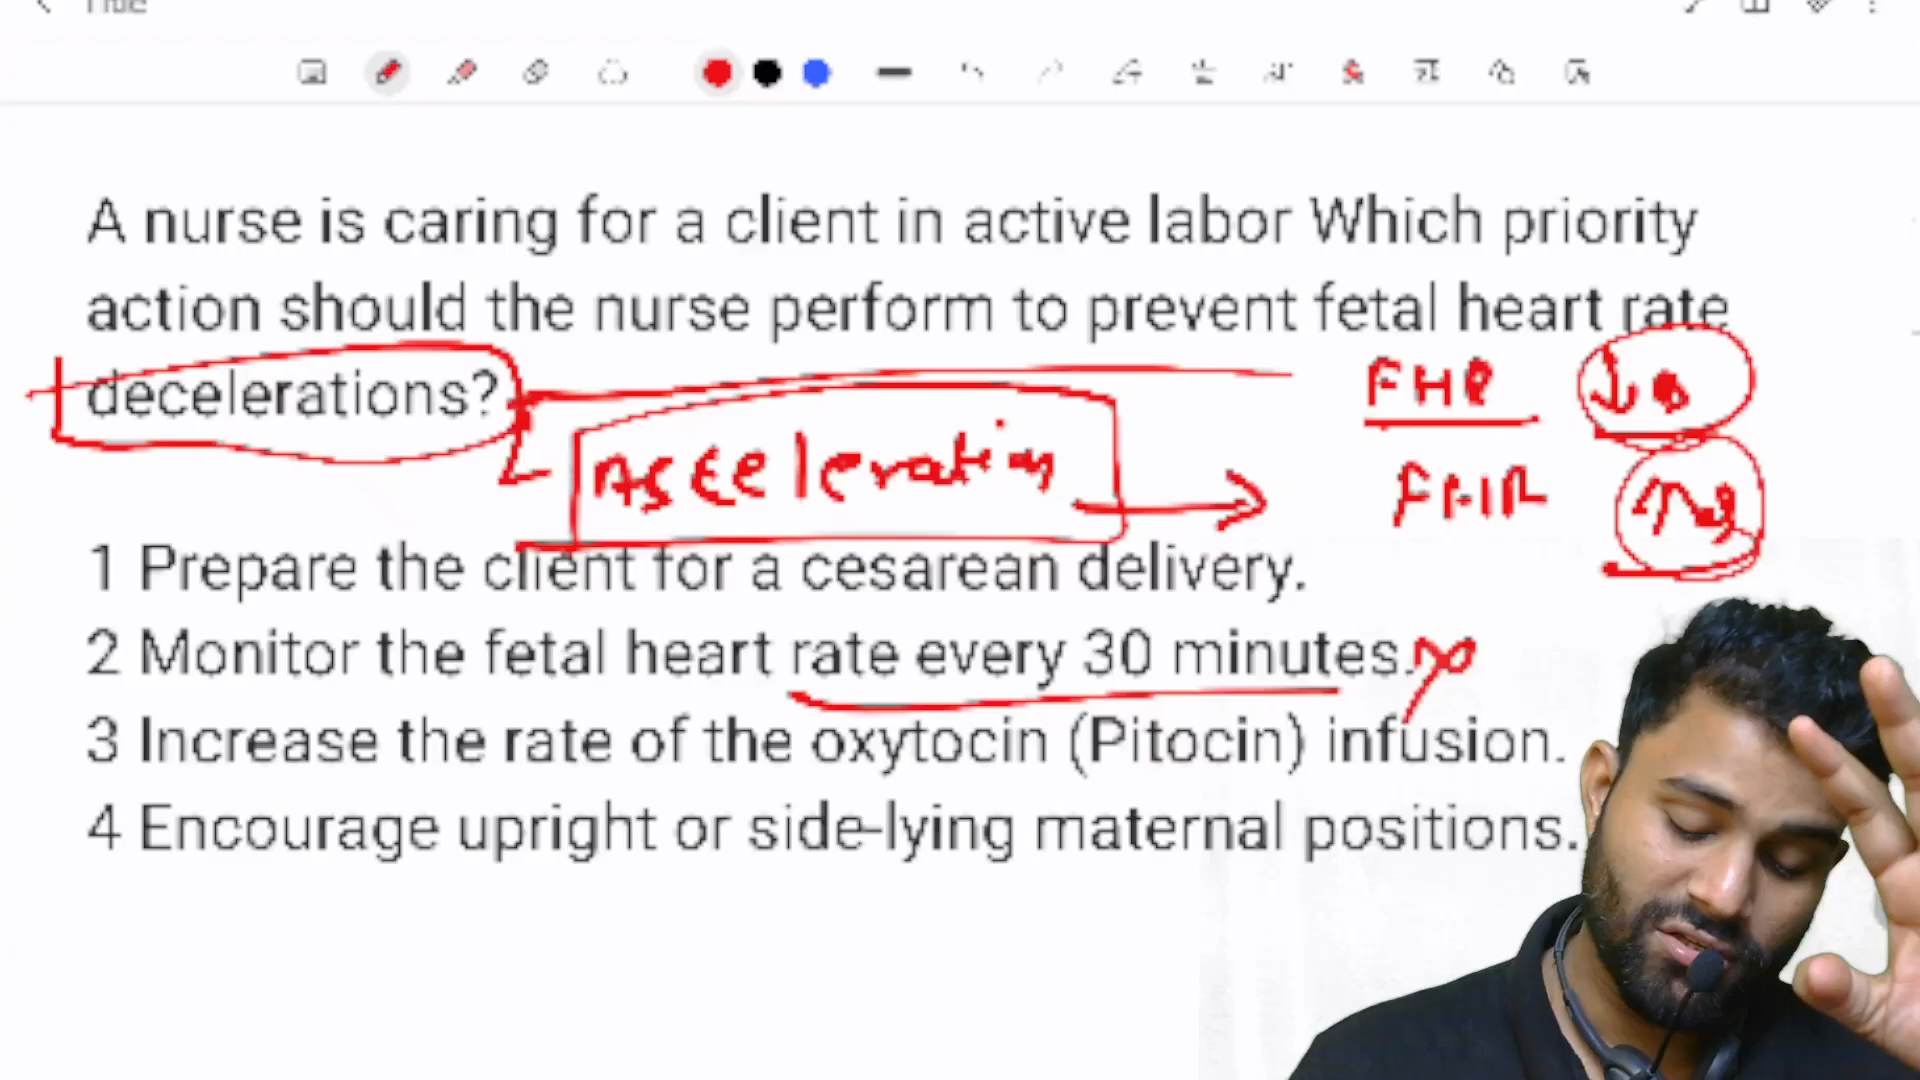 Title
A nurse is caring for a client in active labor Which priority
action should the nurse perform to prevent fetal heart rate
decelerations?
FHR
Acceleration
FHR
1 Prepare the client for a cesarean delivery.
2 Monitor the fetal heart rate every 30 minutes.
3 Increase the rate of the oxytocin (Pitocin) infusion.
4 Encourage upright or side-lying maternal positions.